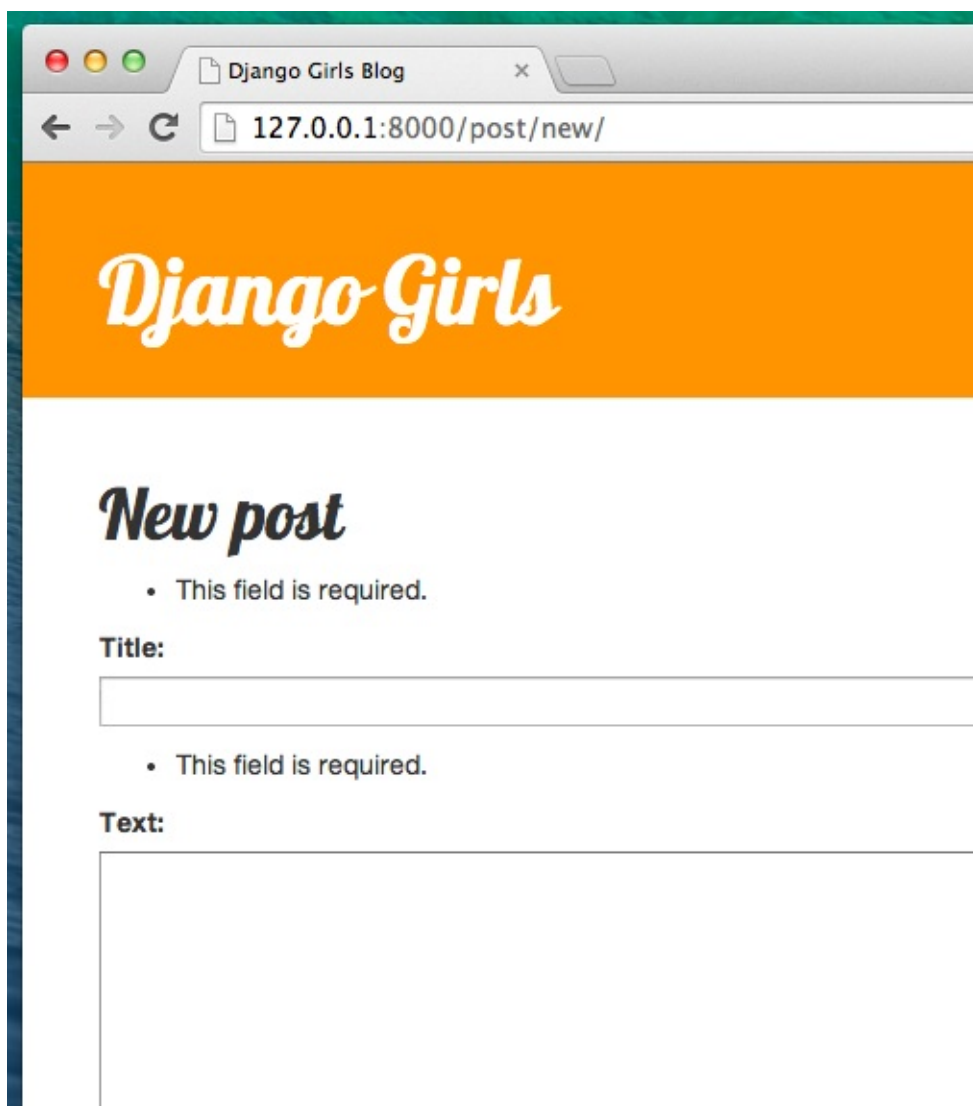 Django Girls Blog
127.0.0.1:8000/post/new/
Django Girls
New post
• This field is required.
Title:
• This field is required.
Text: